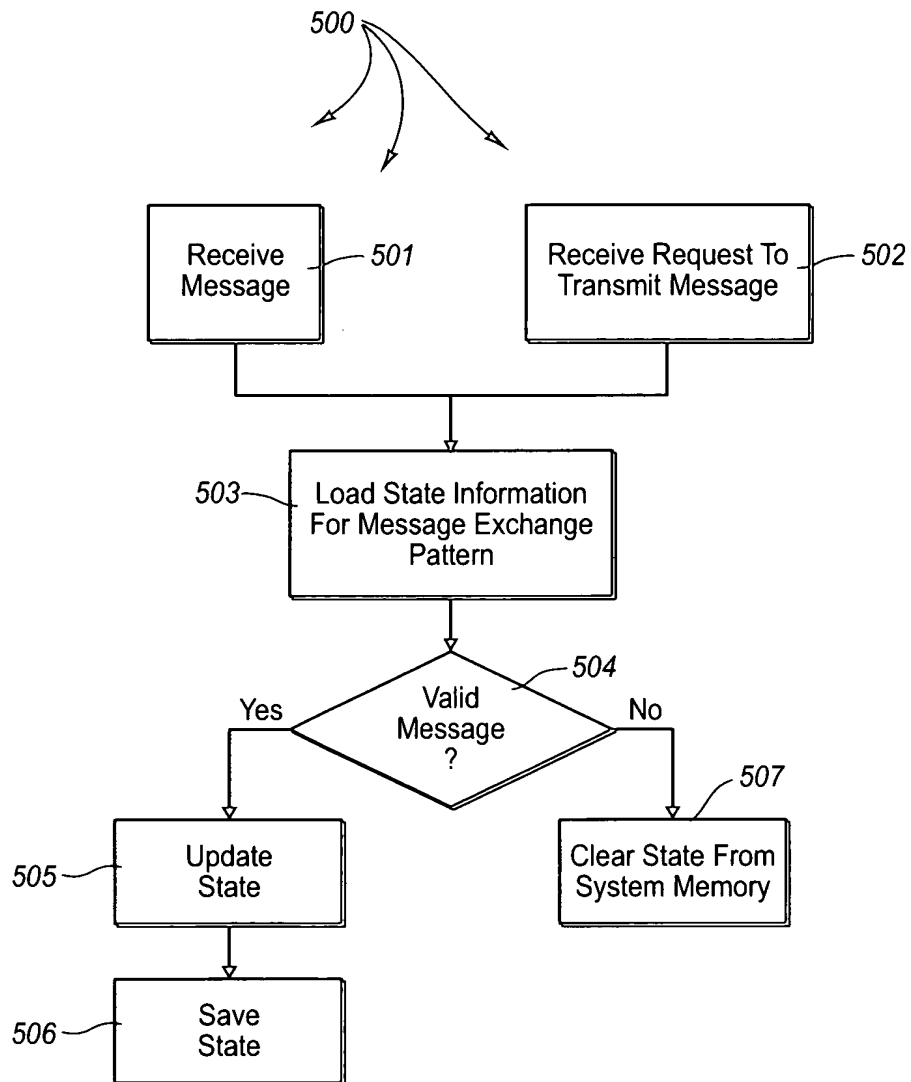 500
Receive
Message
501
Receive Request To
Transmit Message
502
503
Load State Information
For Message Exchange
Pattern
504
Valid
Message
?
Yes
No
505
Update
State
507
Clear State From
System Memory
506
Save
State